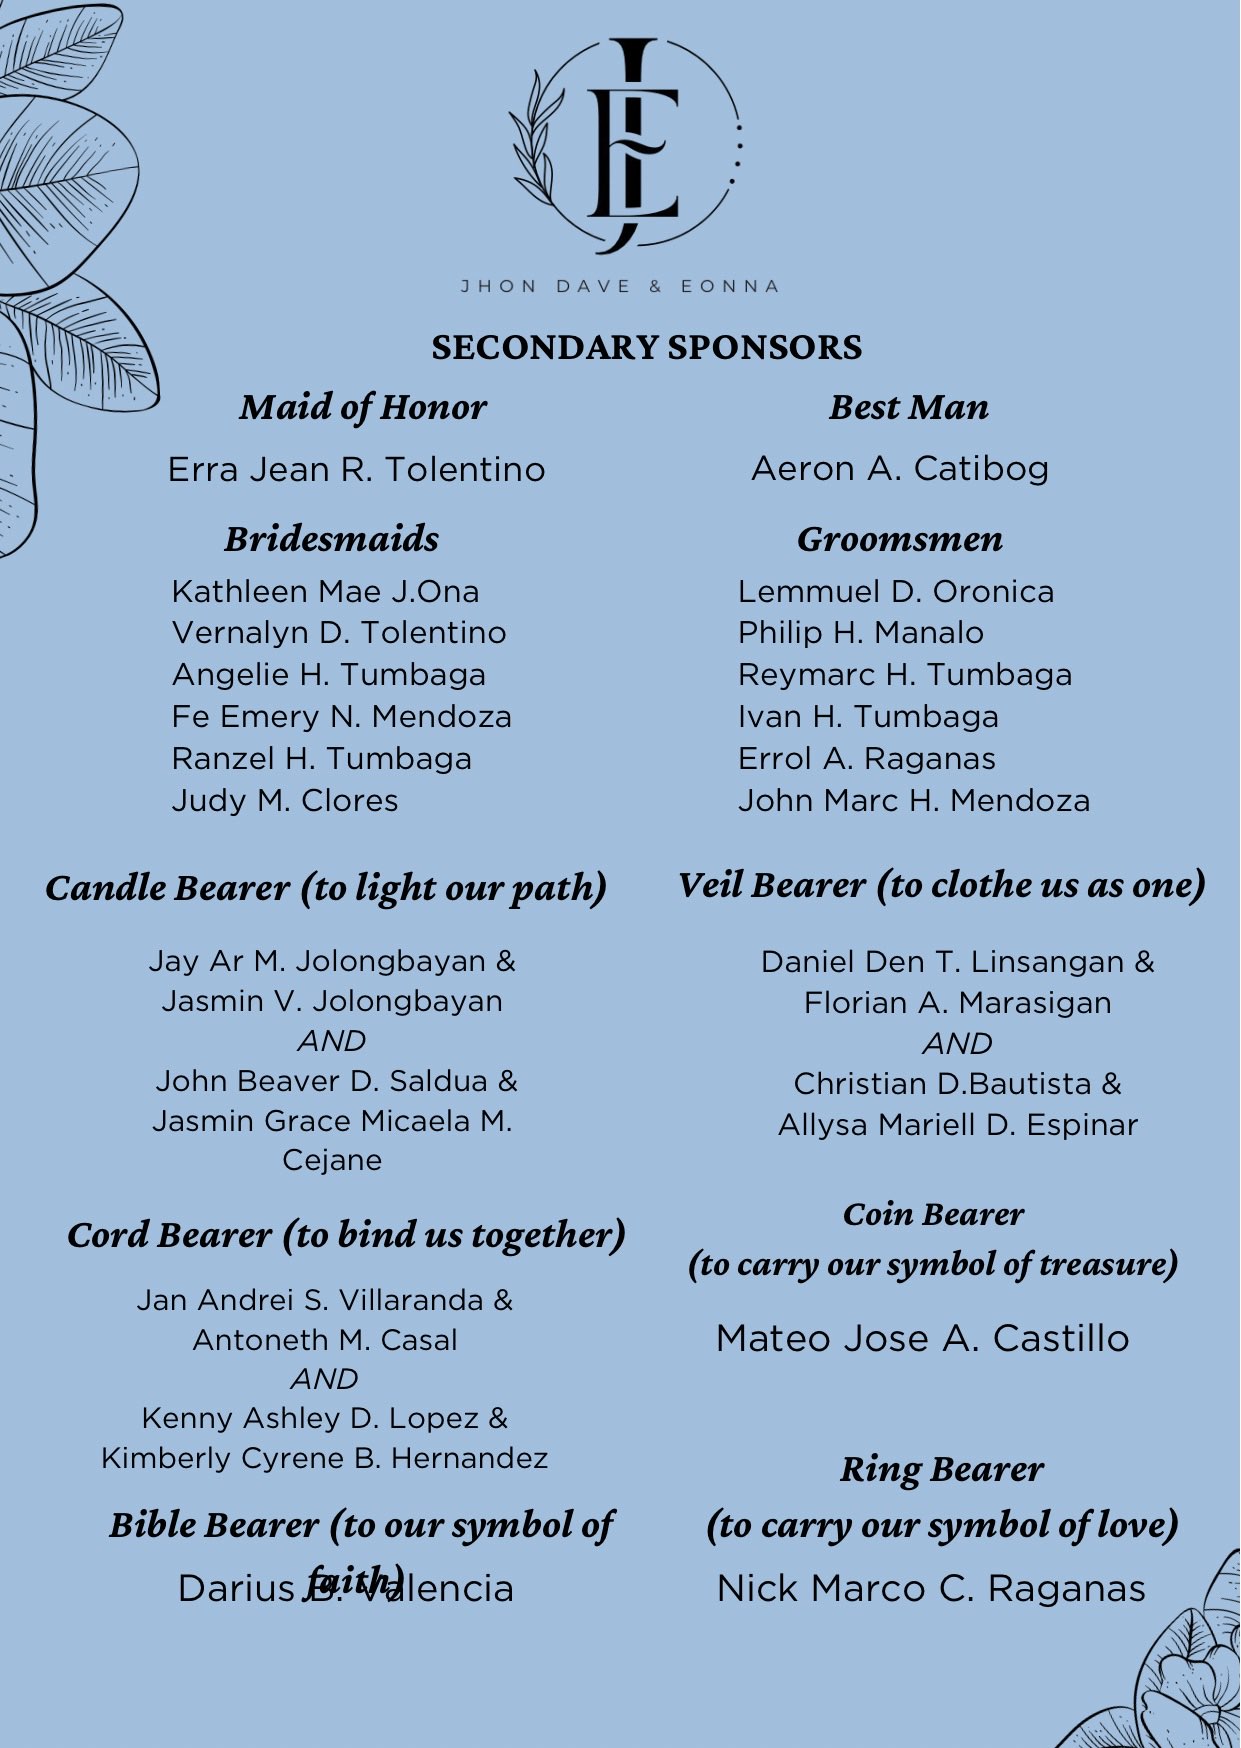 JE
JHON DAVE & EONNA
SECONDARY SPONSORS
Maid of Honor
Erra Jean R. Tolentino
Best Man
Aeron A. Catibog
Bridesmaids
Kathleen Mae J.Ona
Vernalyn D. Tolentino
Angelie H. Tumbaga
Fe Emery N. Mendoza
Ranzel H. Tumbaga
Judy M. Clores
Groomsmen
Lemmuel D. Oronica
Philip H. Manalo
Reymarc H. Tumbaga
Ivan H. Tumbaga
Errol A. Raganas
John Marc H. Mendoza
Candle Bearer (to light our path)
Jay Ar M. Jolongbayan &
Jasmin V. Jolongbayan
AND
John Beaver D. Saldua &
Jasmin Grace Micaela M.
Cejane
Veil Bearer (to clothe us as one)
Daniel Den T. Linsangan &
Florian A. Marasigan
AND
Christian D.Bautista &
Allysa Mariell D. Espinar
Cord Bearer (to bind us together)
Jan Andrei S. Villaranda &
Antoneth M. Casal
AND
Kenny Ashley D. Lopez &
Kimberly Cyrene B. Hernandez
Coin Bearer
(to carry our symbol of treasure)
Mateo Jose A. Castillo
Bible Bearer (to our symbol of
faith)
Darius B. Valencia
Ring Bearer
(to carry our symbol of love)
Nick Marco C. Raganas